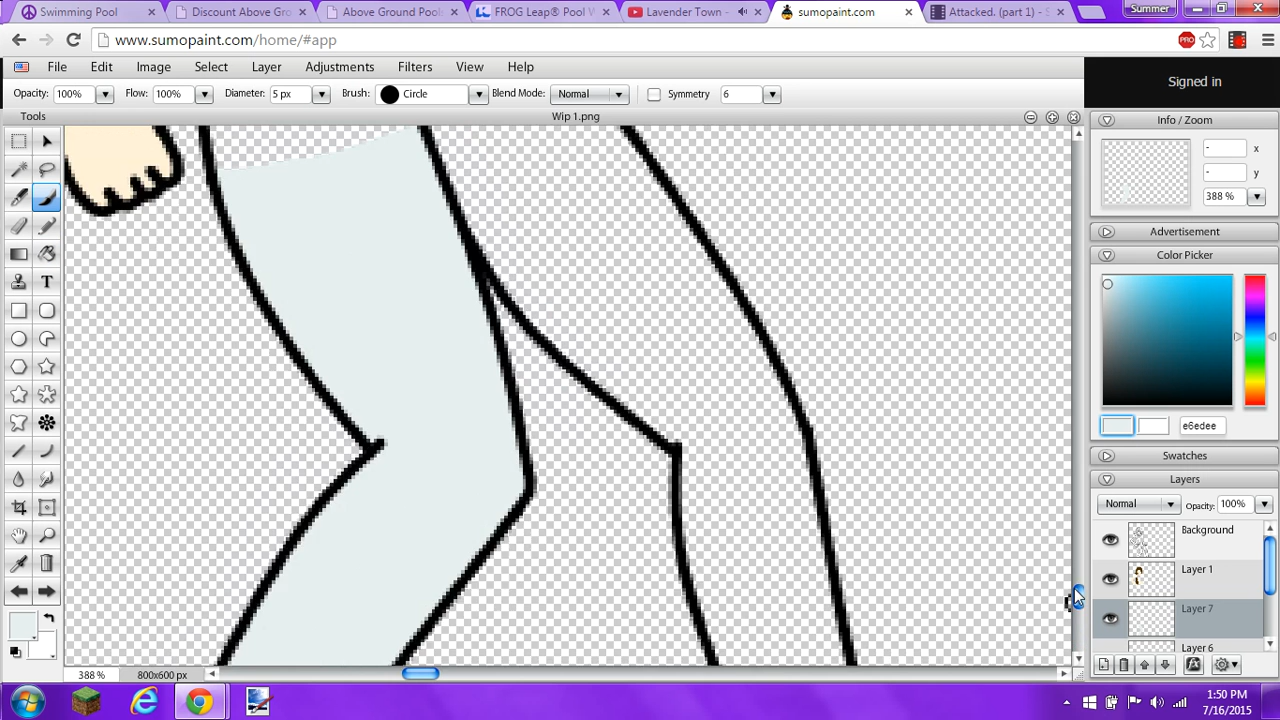 Swimming Pool
Discount Above Gro
Above Ground Pools
FROG Leap® Pool W
Lavender Town -
sumopaint.com
Attacked. (part 1) - S
Summer
www.sumopaint.com/home/#app
PRO
File Edit Image Select Layer Adjustments Filters View Help
Signed in
Opacity: 100% Flow: 100% Diameter: 5 px Brush: Circle Blend Mode: Normal Symmetry 6
Tools
Wip 1.png
Info / Zoom
- x
- y
388 %
Advertisement
Color Picker
e6edee
Swatches
Layers
Normal Opacity: 100%
Background
Layer 1
Layer 7
Layer 6
388 % 800x600 px
1:50 PM
7/16/2015